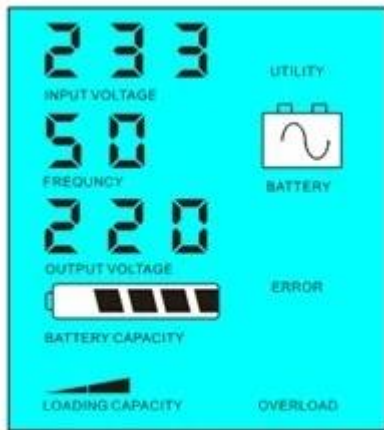 233
UTILITY
INPUT VOLTAGE
50
FREQUNCY
BATTERY
220
OUTPUT VOLTAGE
ERROR
BATTERY CAPACITY
LOADING CAPACITY
OVERLOAD